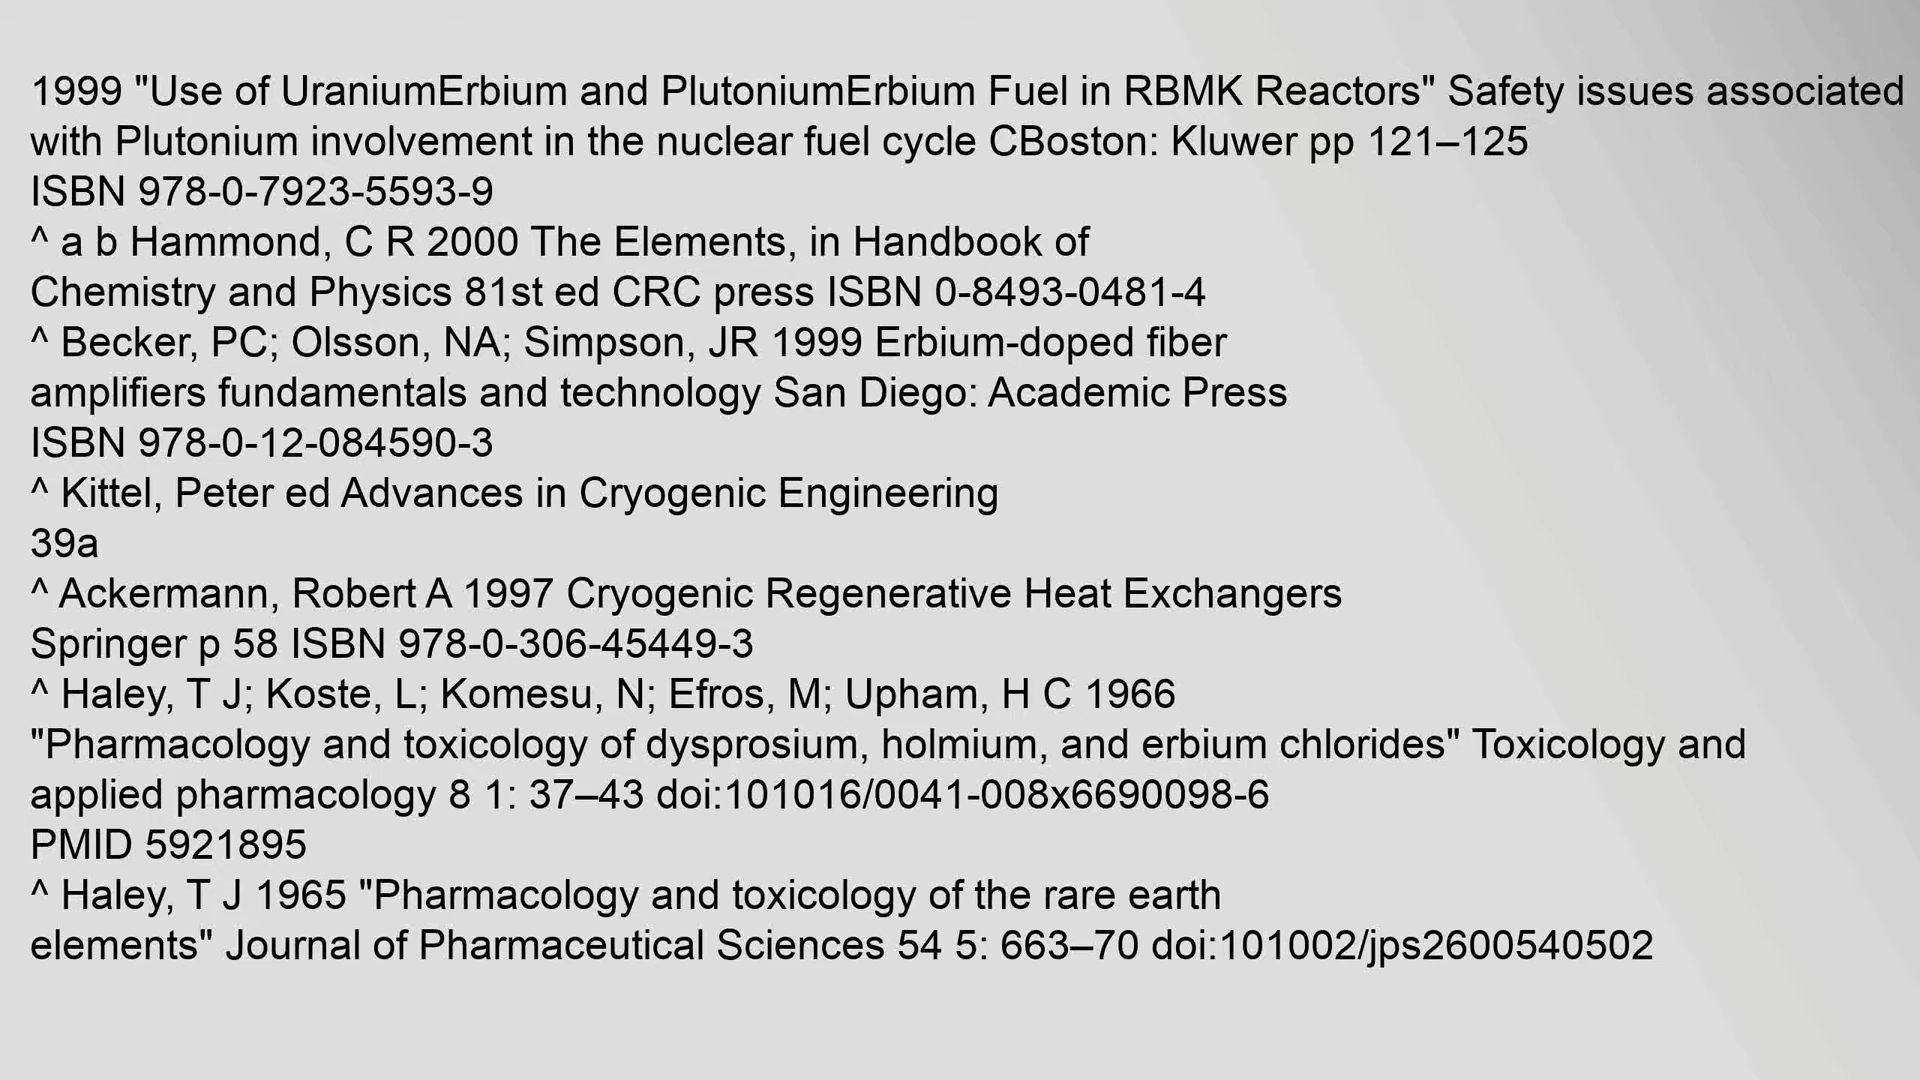 1999 "Use of UraniumErbium and PlutoniumErbium Fuel in RBMK Reactors" Safety issues associated
with Plutonium involvement in the nuclear fuel cycle CBoston: Kluwer pp 121–125
ISBN 978-0-7923-5593-9
^ a b Hammond, C R 2000 The Elements, in Handbook of
Chemistry and Physics 81st ed CRC press ISBN 0-8493-0481-4
^ Becker, PC; Olsson, NA; Simpson, JR 1999 Erbium-doped fiber
amplifiers fundamentals and technology San Diego: Academic Press
ISBN 978-0-12-084590-3
^ Kittel, Peter ed Advances in Cryogenic Engineering
39a
^ Ackermann, Robert A 1997 Cryogenic Regenerative Heat Exchangers
Springer p 58 ISBN 978-0-306-45449-3
^ Haley, T J; Koste, L; Komesu, N; Efros, M; Upham, H C 1966
"Pharmacology and toxicology of dysprosium, holmium, and erbium chlorides" Toxicology and
applied pharmacology 8 1: 37–43 doi:101016/0041-008x6690098-6
PMID 5921895
^ Haley, T J 1965 "Pharmacology and toxicology of the rare earth
elements" Journal of Pharmaceutical Sciences 54 5: 663–70 doi:101002/jps2600540502